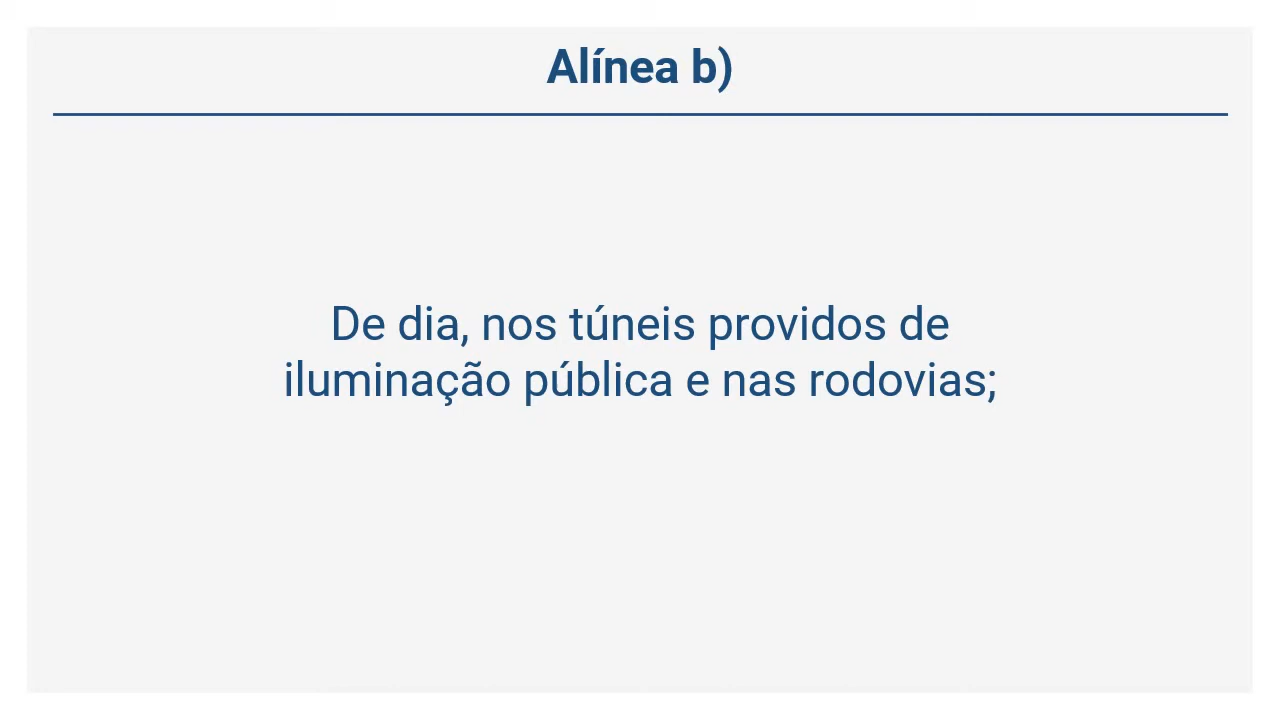 Alínea b)
De dia, nos túneis providos de
iluminação pública e nas rodovias;